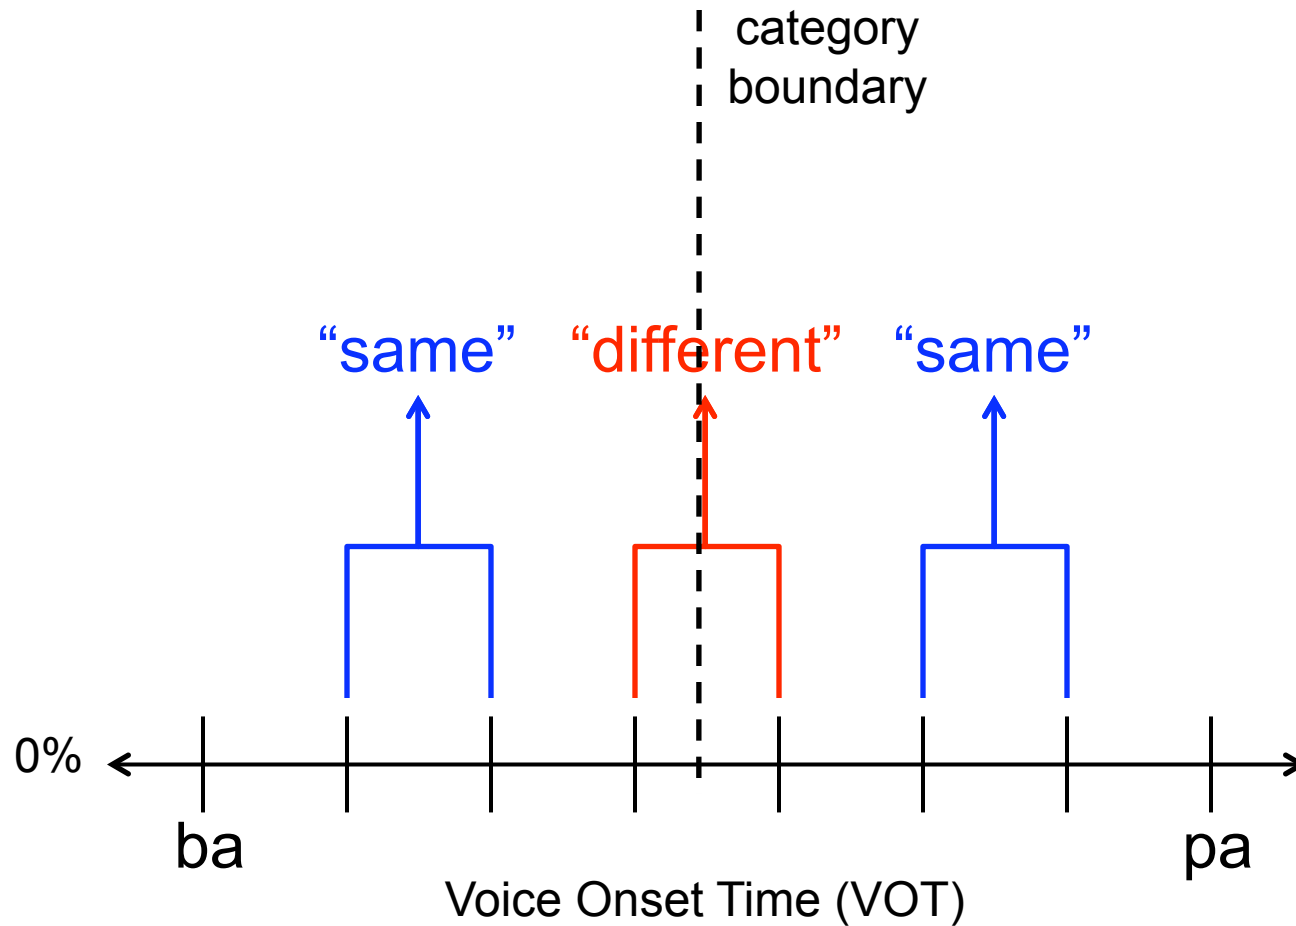 category
boundary
“same” “different” “same”
0%
ba pa
Voice Onset Time (VOT)